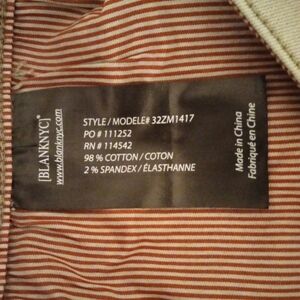 [BLANKNYC]®
www.blanknyc.com
STYLE / MODELE# 32ZM1417
PO # 111252
RN # 114542
98 % COTTON / COTON
2 % SPANDEX / ÉLASTHANNE
Made in China
Fabriqué en Chine